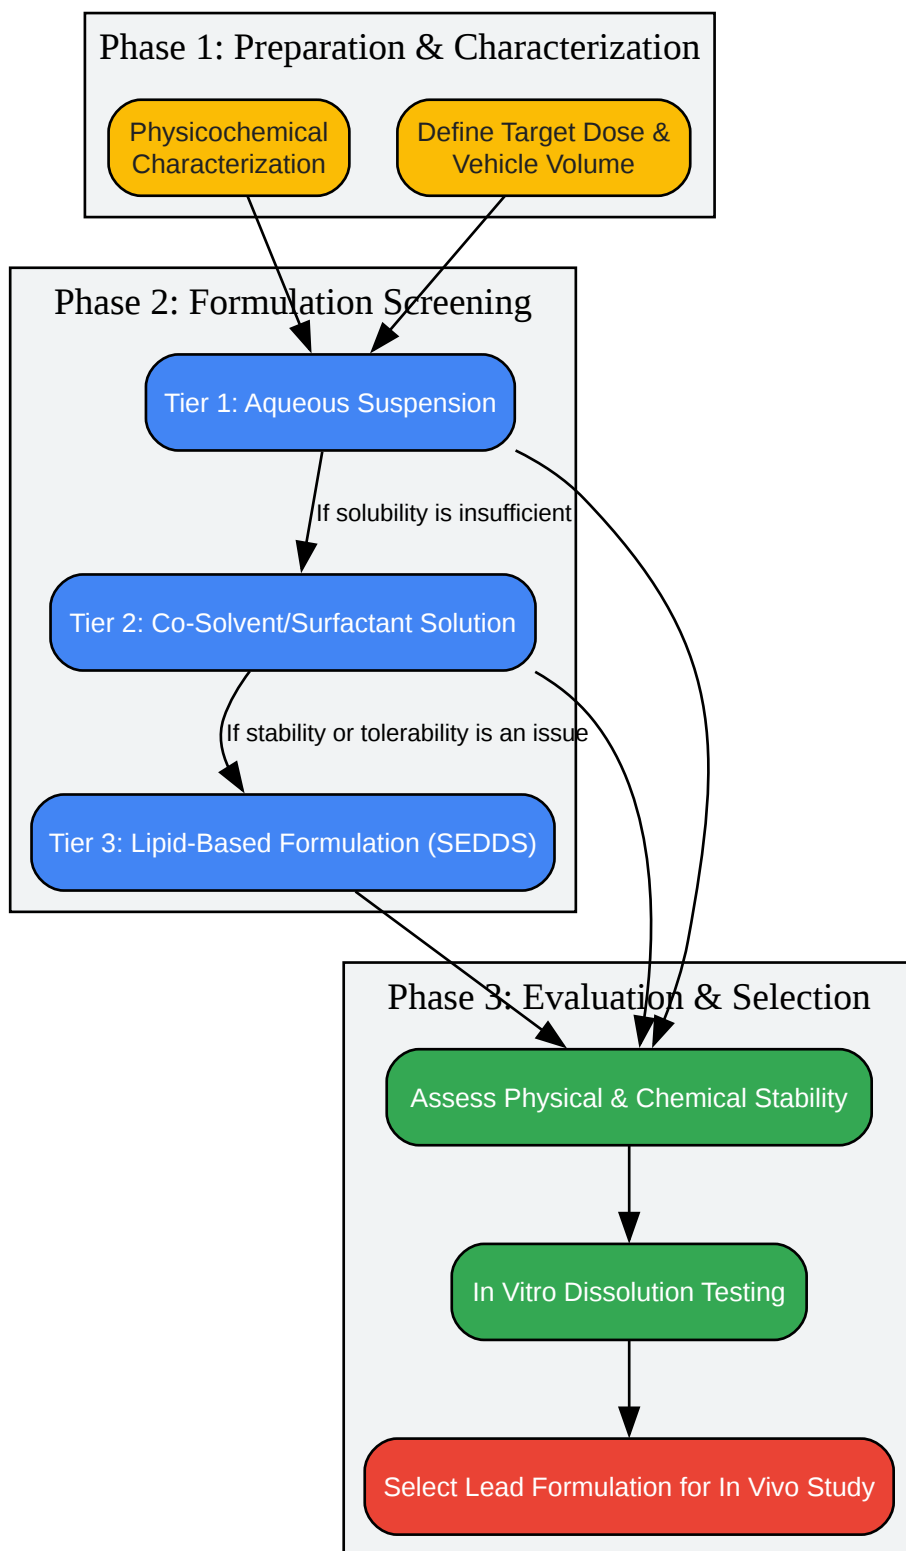 Phase 1: Preparation & Characterization
Physicochemical
Characterization
Define Target Dose &
Vehicle Volume
Phase 2: Formulation Screening
Tier 1: Aqueous Suspension
If solubility is insufficient
Tier 2: Co-Solvent/Surfactant Solution
If stability or tolerability is an issue
Tier 3: Lipid-Based Formulation (SEDDS)
Phase 3: Evaluation & Selection
Assess Physical & Chemical Stability
In Vitro Dissolution Testing
Select Lead Formulation for In Vivo Study